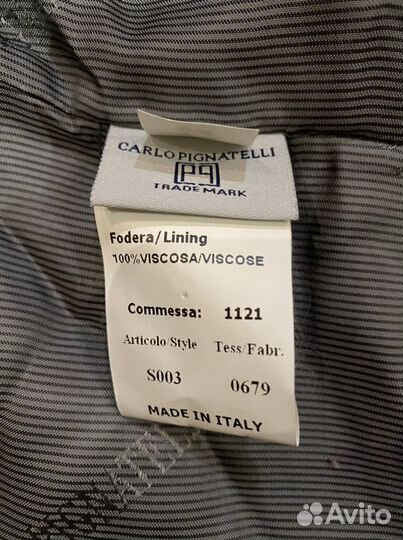 CARLO PIGNATELLI
TRADE MARK
Fodera/Lining
100%VISCOSA/VISCOSE
Commessa: 1121
Articolo/Style Tess/Fabr.
S003 0679
MADE IN ITALY
Avito